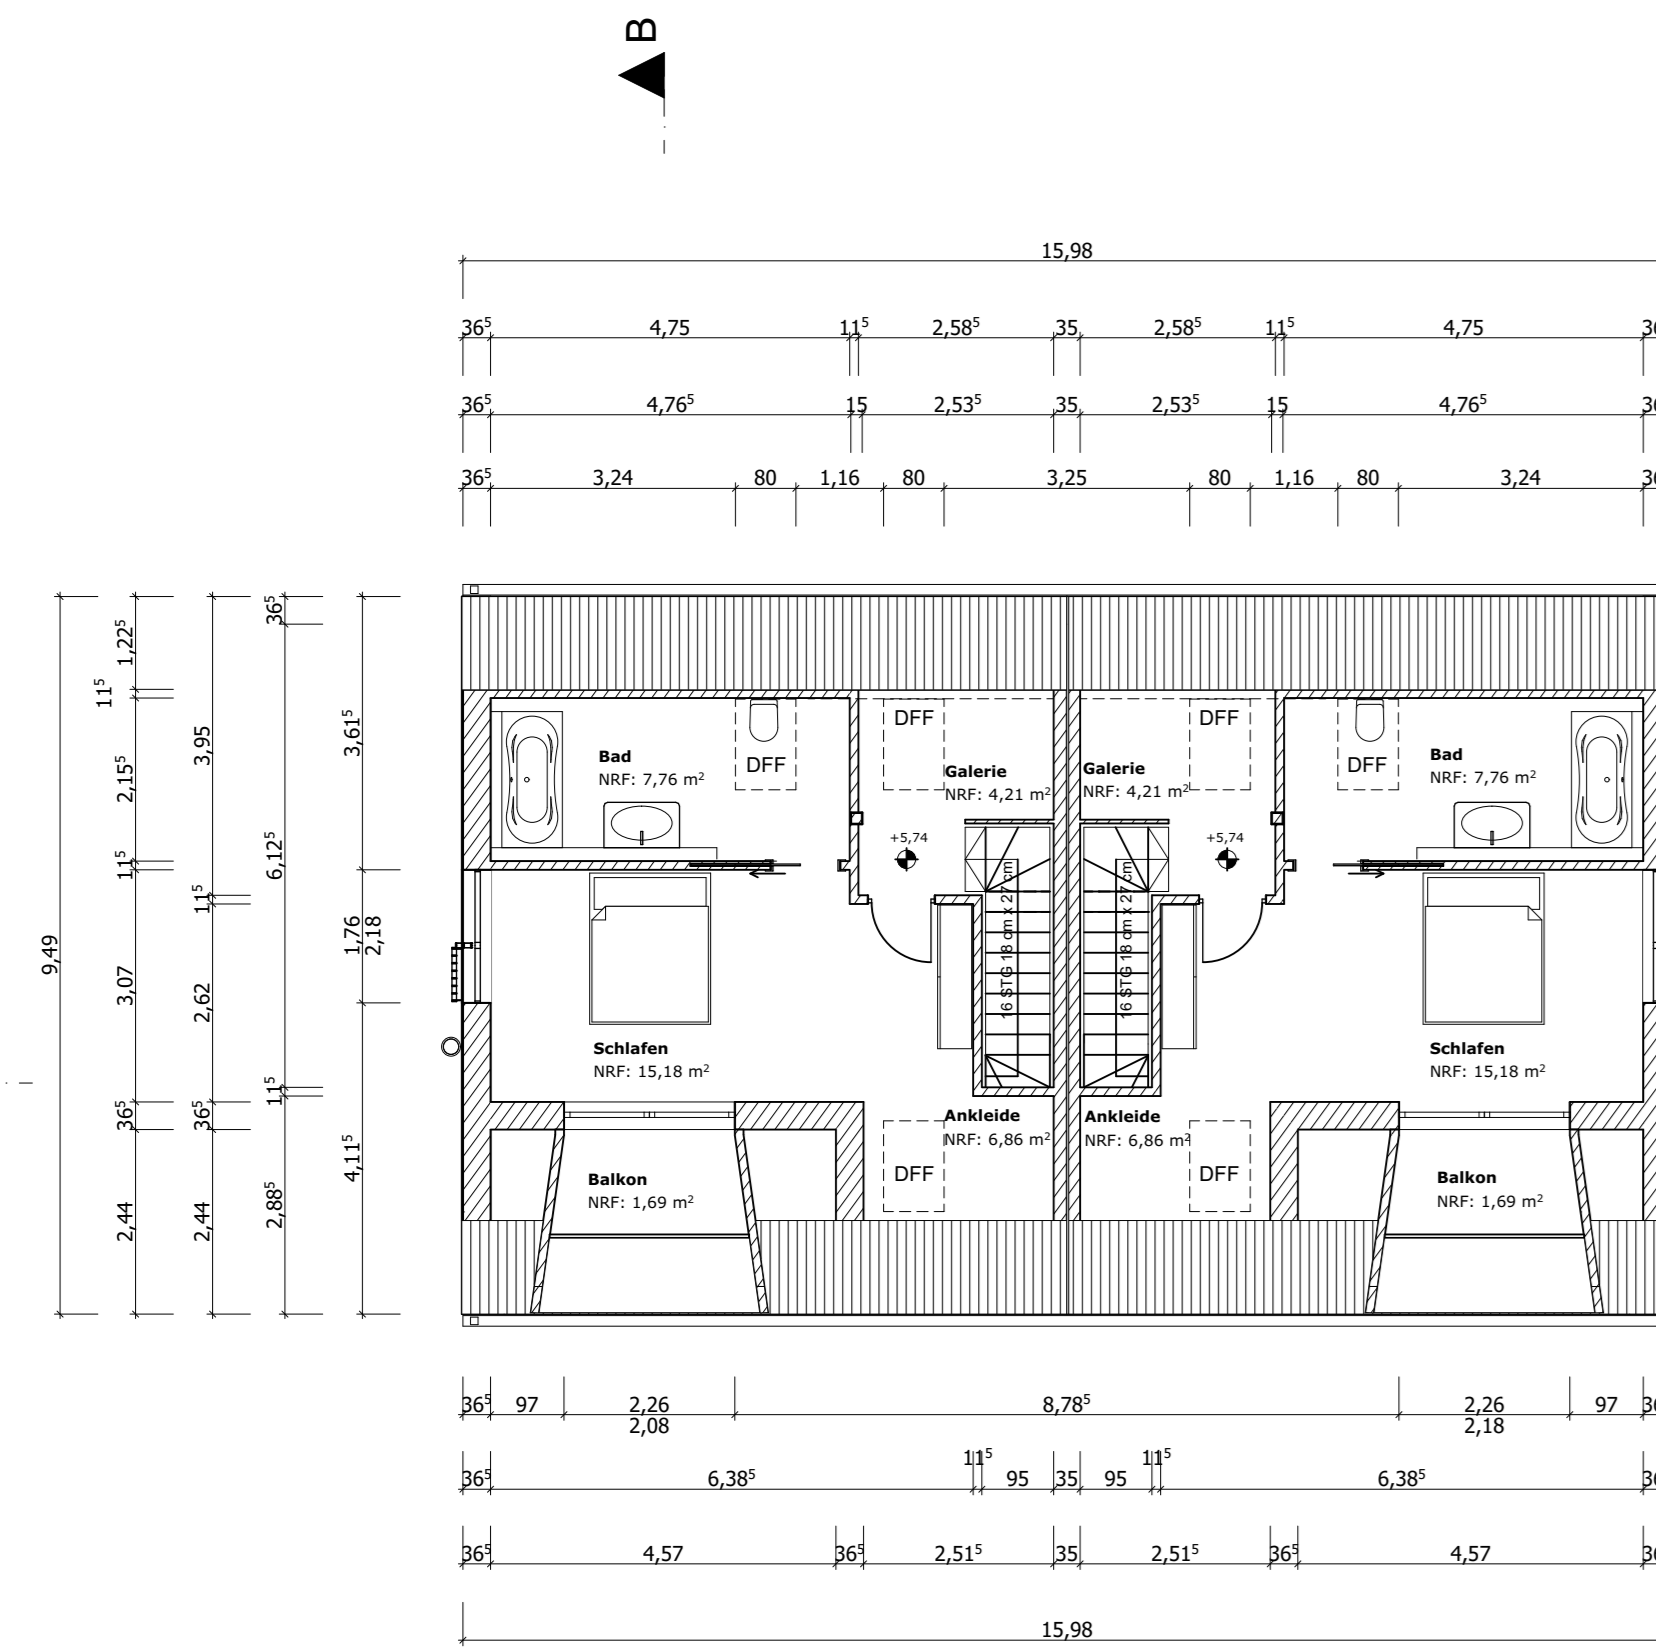 B
15,98
36⁵ 4,75 11⁵ 2,58⁵ 35 2,58⁵ 11⁵ 4,75
36⁵ 4,76⁵ 15 2,53⁵ 35 2,53⁵ 15 4,76⁵
36⁵ 3,24 80 1,16 80 3,25 80 1,16 80 3,24
9,49
1,22⁵
11⁵
2,15⁵
11⁵
3,07
36⁵
2,44
3,95
11⁵
2,62
36⁵
2,44
36⁵
6,12⁵
11⁵
2,88⁵
3,61⁵
1,76
2,18
4,11⁵
Bad
NRF: 7,76 m²
DFF
DFF
Galerie
NRF: 4,21 m²
+5,74
16 STG 18 cm x 27 cm
Schlafen
NRF: 15,18 m²
Ankleide
NRF: 6,86 m²
DFF
Balkon
NRF: 1,69 m²
Galerie
NRF: 4,21 m²
DFF
DFF
Bad
NRF: 7,76 m²
+5,74
16 STG 18 cm x 27 cm
Schlafen
NRF: 15,18 m²
Ankleide
NRF: 6,86 m²
DFF
Balkon
NRF: 1,69 m²
36⁵ 97 2,26 8,78⁵ 2,26 97
2,08 2,18
11⁵ 11⁵
36⁵ 6,38⁵ 95 35 95 6,38⁵
36⁵ 4,57 36⁵ 2,51⁵ 35 2,51⁵ 36⁵ 4,57
15,98